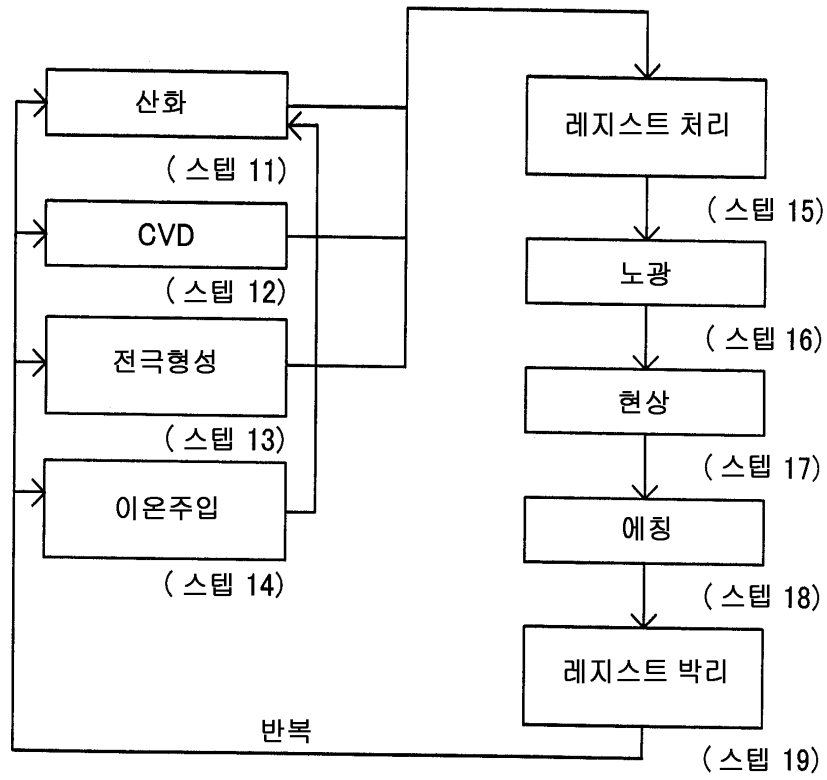 산화
( 스텝 11)
CVD
( 스텝 12)
전극형성
( 스텝 13)
이온주입
( 스텝 14)
레지스트 처리
( 스텝 15)
노광
( 스텝 16)
현상
( 스텝 17)
에칭
( 스텝 18)
레지스트 박리
( 스텝 19)
반복